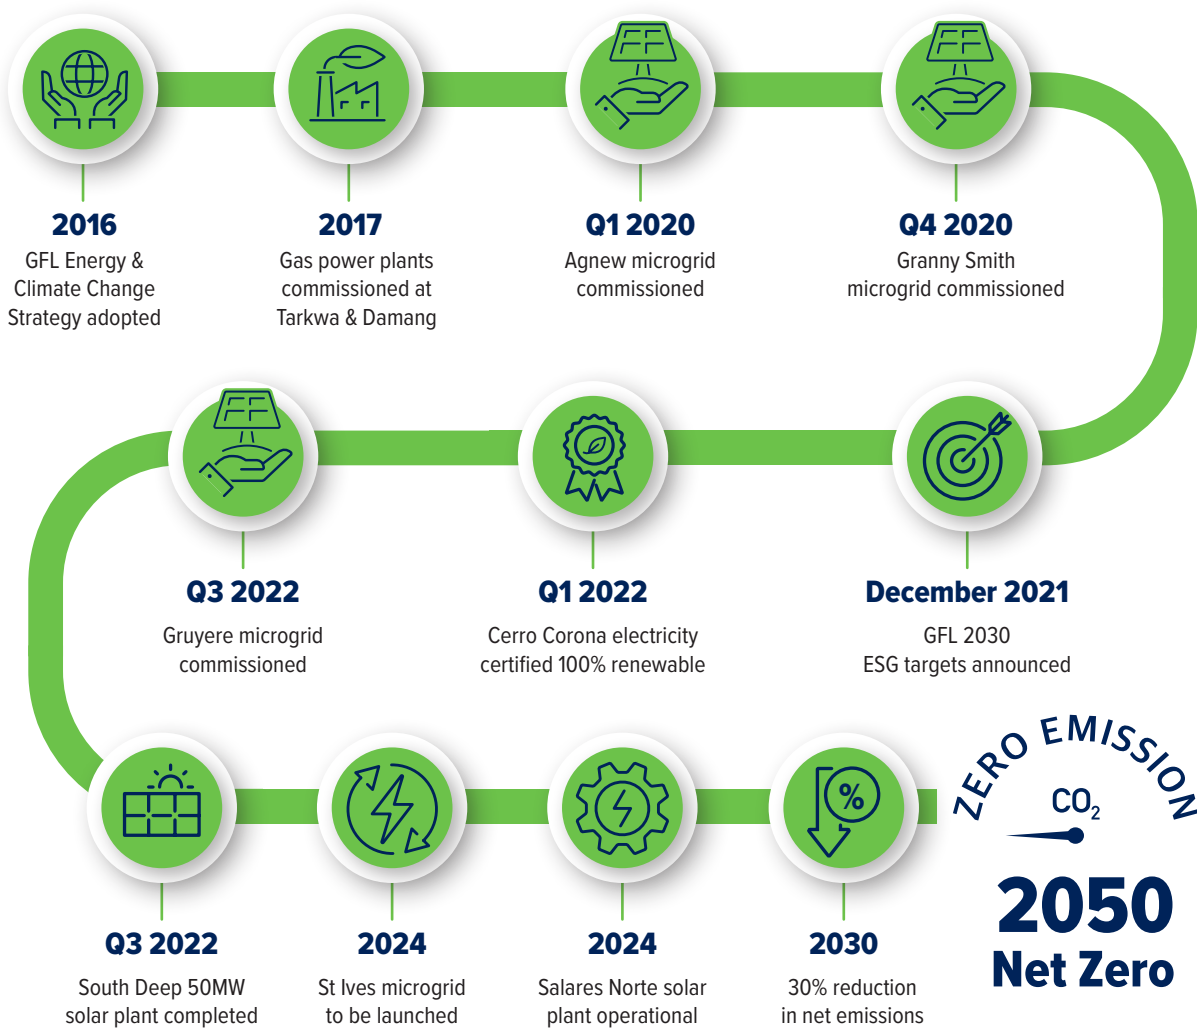 2016
GFL Energy &
Climate Change
Strategy adopted
2017
Gas power plants
commissioned at
Tarkwa & Damang
Q1 2020
Agnew microgrid
commissioned
Q4 2020
Granny Smith
microgrid commissioned
December 2021
GFL 2030
ESG targets announced
Q1 2022
Cerro Corona electricity
certified 100% renewable
Q3 2022
Gruyere microgrid
commissioned
Q3 2022
South Deep 50MW
solar plant completed
2024
St Ives microgrid
to be launched
2024
Salares Norte solar
plant operational
%
2030
30% reduction
in net emissions
ZERO EMISSION
CO₂
2050
Net Zero